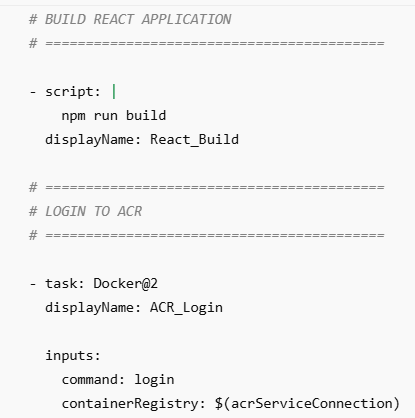 # BUILD REACT APPLICATION
# ==========================================
- script: |
    npm run build
  displayName: React_Build
# ==========================================
# LOGIN TO ACR
# ==========================================
- task: Docker@2
  displayName: ACR_Login
  inputs:
    command: login
    containerRegistry: $(acrServiceConnection)